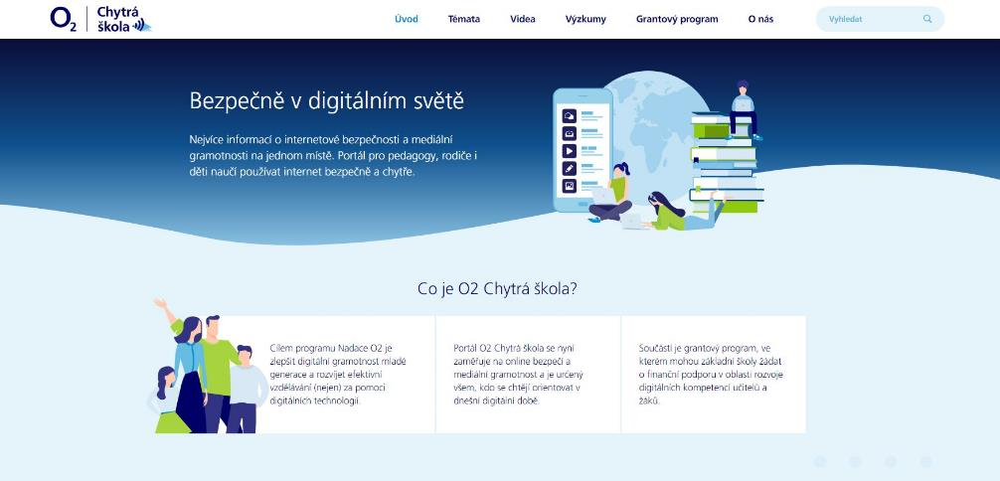 O2 Chytrá škola
Úvod Témata Videa Výzkumy Grantový program O nás Vyhledat
Bezpečně v digitálním světě
Nejvíce informací o internetové bezpečnosti a mediální
gramotnosti na jednom místě. Portál pro pedagogy, rodiče i
děti naučí používat internet bezpečně a chytře.
Co je O2 Chytrá škola?
Cílem programu Nadace O2 je
zlepšit digitální gramotnost mladé
generace a rozvíjet efektivní
vzdělávání (nejen) za pomoci
digitálních technologií.
Portál O2 Chytrá škola se nyní
zaměřuje na online bezpečí a
mediální gramotnost a je určený
všem, kdo se chtějí orientovat v
dnešní digitální době.
Součástí je grantový program, ve
kterém mohou základní školy žádat
o finanční podporu v oblasti rozvoje
digitálních kompetencí učitelů a
žáků.